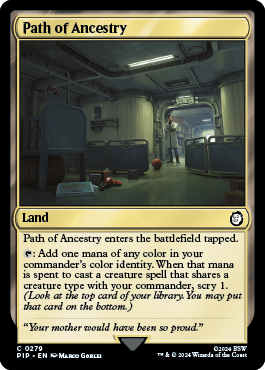 Path of Ancestry
Land
Path of Ancestry enters the battlefield tapped.
: Add one mana of any color in your
commander's color identity. When that mana
is spent to cast a creature spell that shares a
creature type with your commander, scry 1.
(Look at the top card of your library. You may put
that card on the bottom.)
"Your mother would have been so proud."
C 0279
PIP • EN Marco Gorlei
©2024 BSW
™ & © 2024 Wizards of the Coast